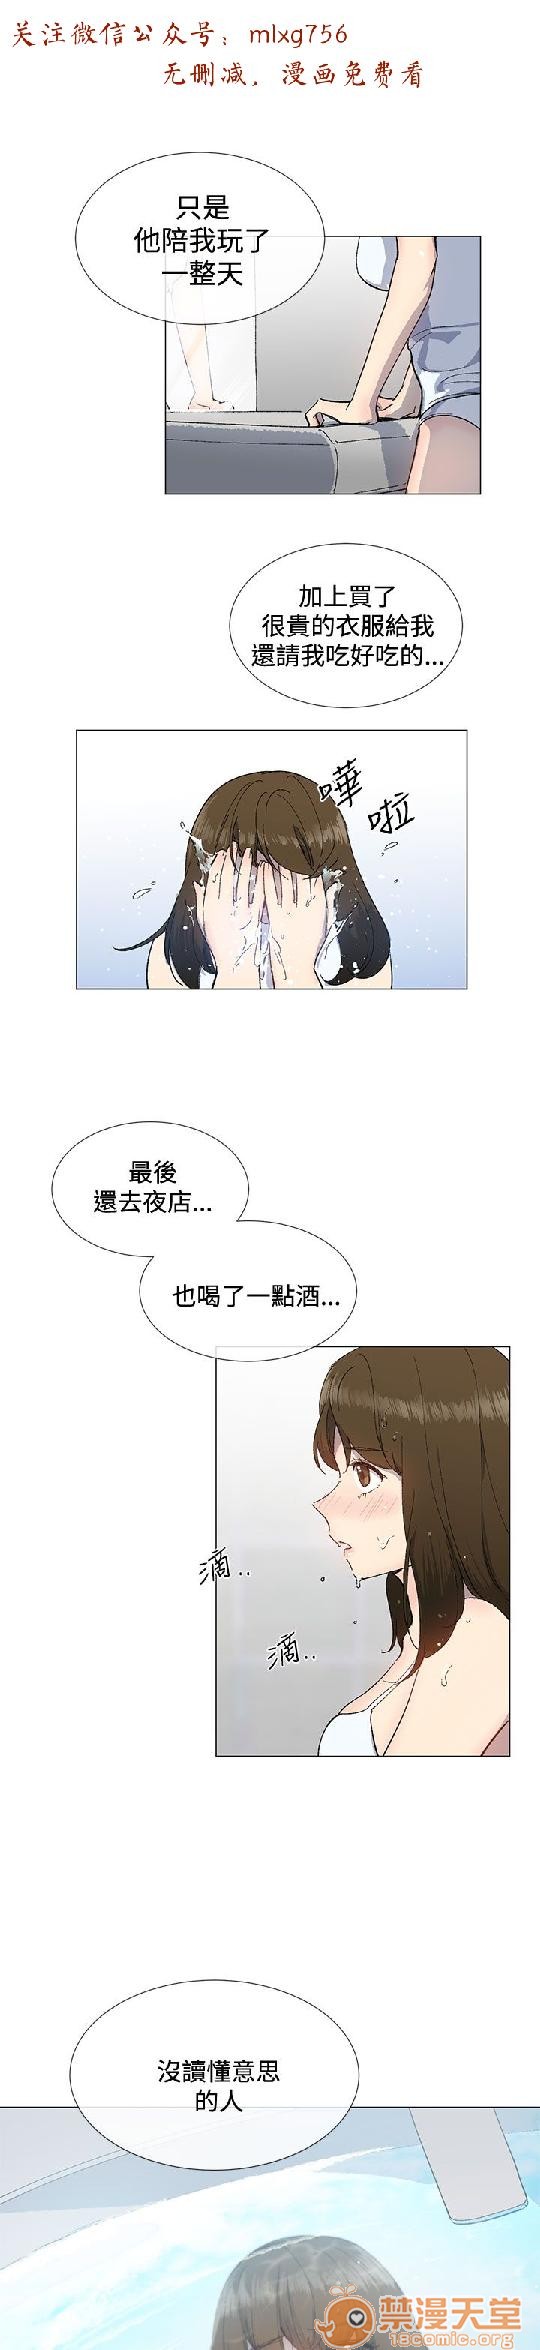 关注微信公众号：mlxg756
无删减．漫画免费看
只是
他陪我玩了
一整天
加上買了
很貴的衣服給我
還請我吃好吃的...
嘩
啦
最後
還去夜店...
也喝了一點酒...
滴..
滴..
沒讀懂意思
的人
禁漫天堂
18comic.org